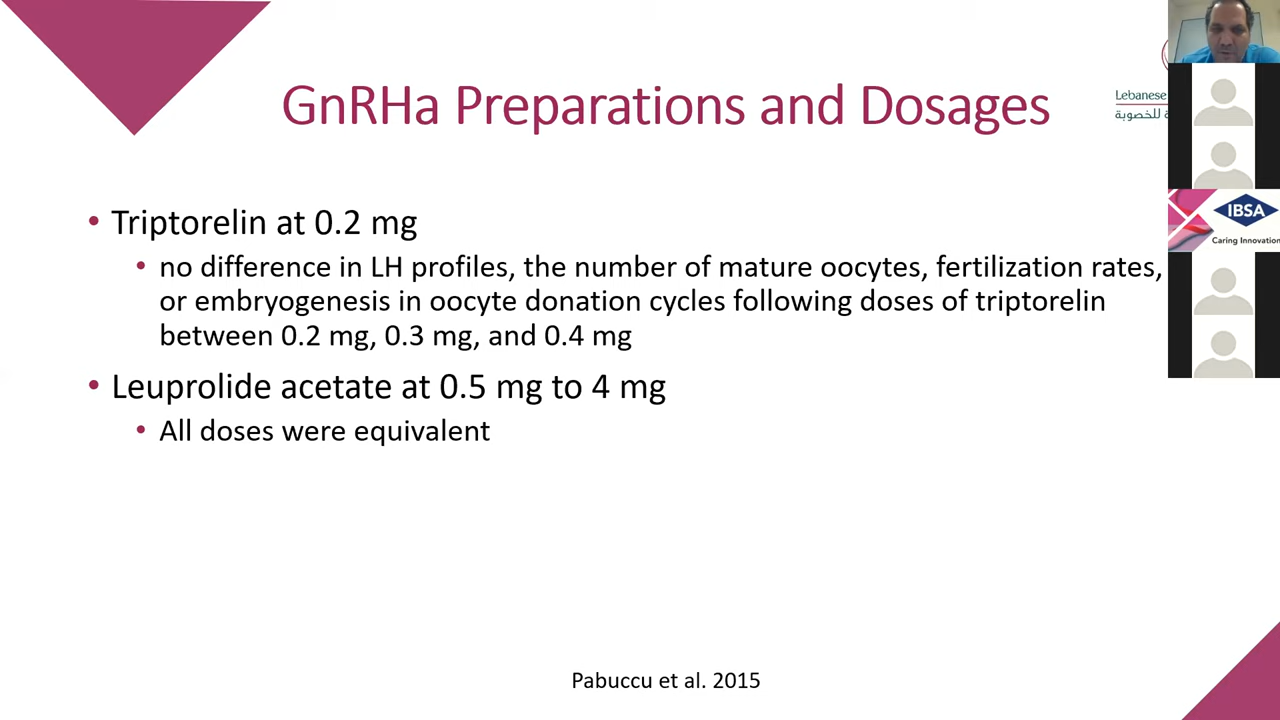 GnRHa Preparations and Dosages
Lebanese
للخصوبة
• Triptorelin at 0.2 mg
• no difference in LH profiles, the number of mature oocytes, fertilization rates,
or embryogenesis in oocyte donation cycles following doses of triptorelin
between 0.2 mg, 0.3 mg, and 0.4 mg
• Leuprolide acetate at 0.5 mg to 4 mg
• All doses were equivalent
Pabuccu et al. 2015
IBSA
Caring Innovation